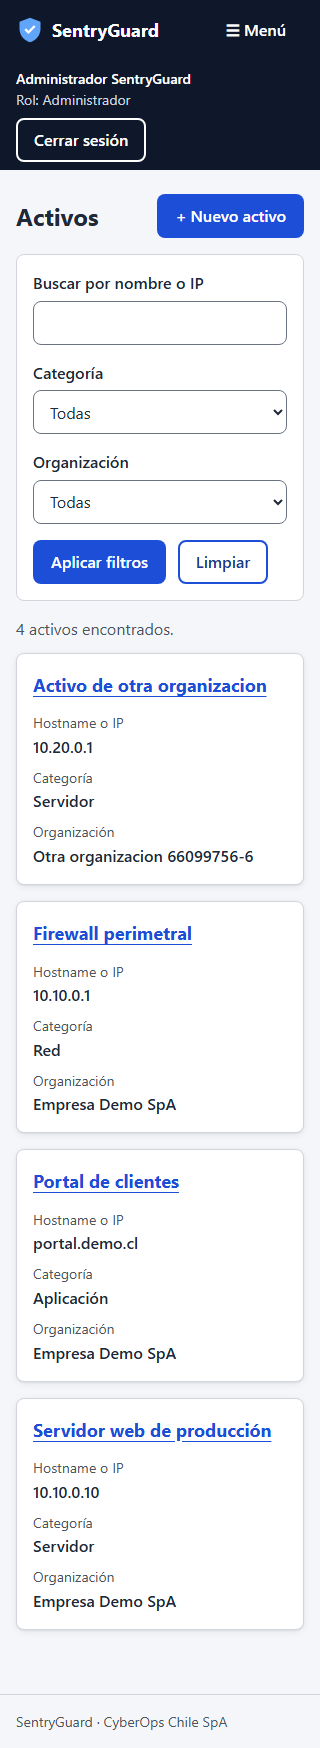 SentryGuard
☰ Menú
Administrador SentryGuard
Rol: Administrador
Cerrar sesión
Activos
+ Nuevo activo
Buscar por nombre o IP
Categoría
Todas
Organización
Todas
Aplicar filtros
Limpiar
4 activos encontrados.
Activo de otra organizacion
Hostname o IP
10.20.0.1
Categoría
Servidor
Organización
Otra organizacion 66099756-6
Firewall perimetral
Hostname o IP
10.10.0.1
Categoría
Red
Organización
Empresa Demo SpA
Portal de clientes
Hostname o IP
portal.demo.cl
Categoría
Aplicación
Organización
Empresa Demo SpA
Servidor web de producción
Hostname o IP
10.10.0.10
Categoría
Servidor
Organización
Empresa Demo SpA
SentryGuard · CyberOps Chile SpA